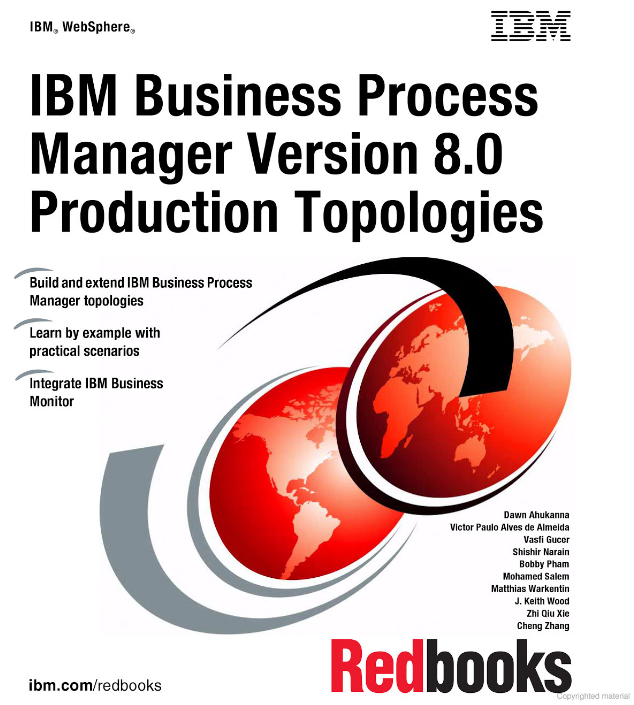 IBM® WebSphere®
IBM
IBM Business Process
Manager Version 8.0
Production Topologies
Build and extend IBM Business Process
Manager topologies
Learn by example with
practical scenarios
Integrate IBM Business
Monitor
Dawn Ahukanna
Victor Paulo Alves de Almeida
Vasfi Gucer
Shishir Narain
Bobby Pham
Mohamed Salem
Matthias Warkentin
J. Keith Wood
Zhi Qiu Xie
Cheng Zhang
ibm.com/redbooks
Redbooks
Copyrighted material